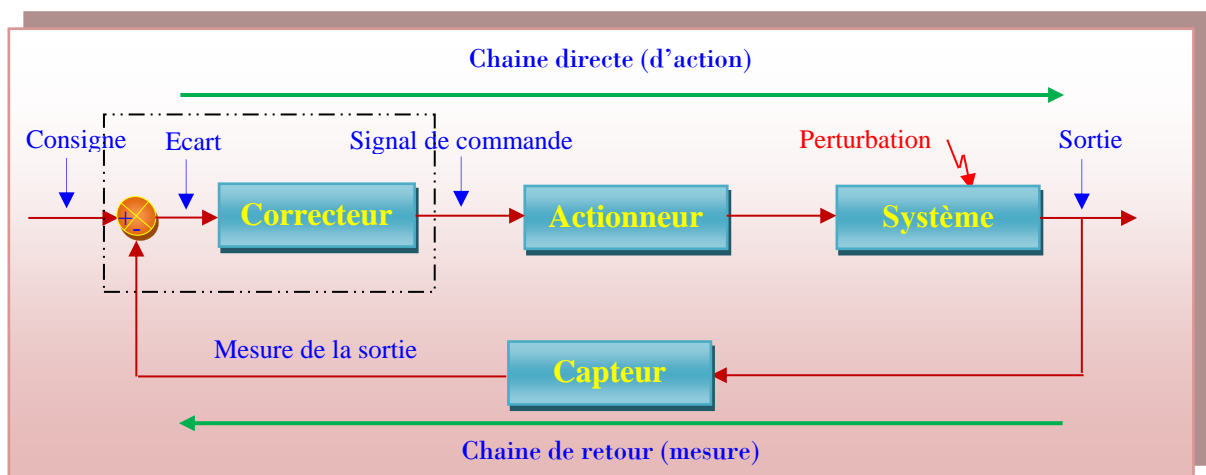 Chaine directe (d'action)
Consigne
Ecart
Signal de commande
Perturbation
Sortie
+
-
Correcteur
Actionneur
Système
Mesure de la sortie
Capteur
Chaine de retour (mesure)